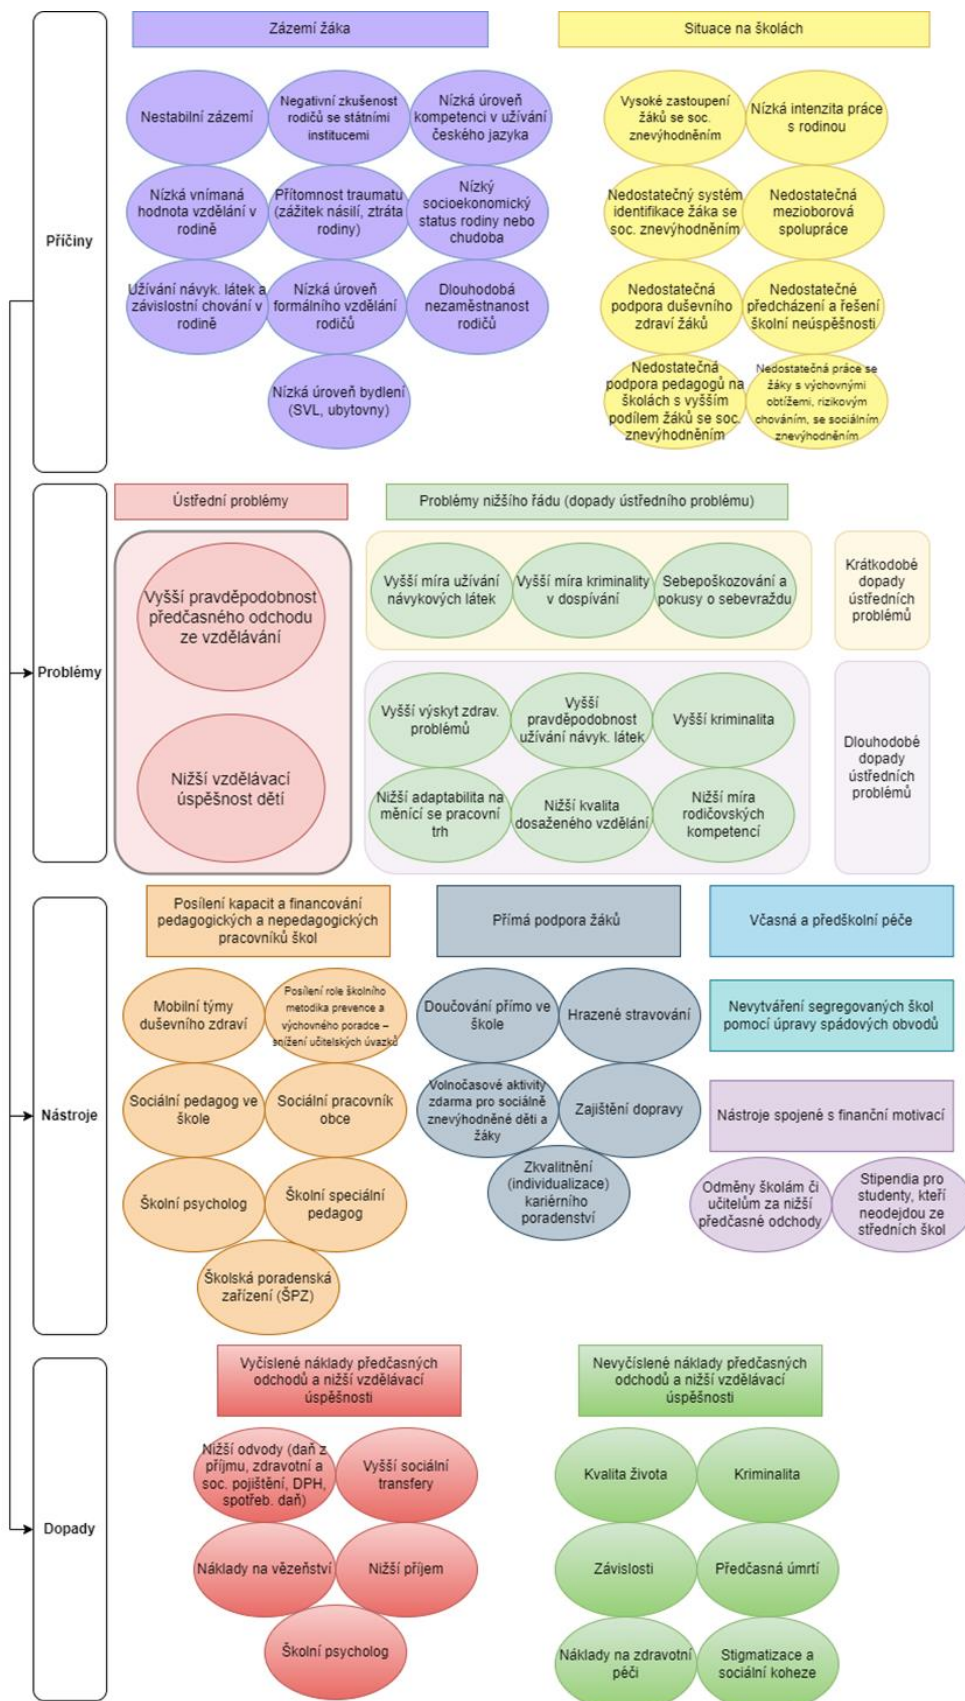 Zázemí žáka
Situace na školách
Příčiny
Nestabilní zázemí
Negativní zkušenost
rodičů se státními
institucemi
Nízká úroveň
kompetenci v užívání
českého jazyka
Nízká vnímaná
hodnota vzdělání v
rodině
Přítomnost traumatu
(zážitek násilí, ztráta
rodiny)
Nízký
socioekonomický
status rodiny nebo
chudoba
Užívání návyk. látek a
závislostní chování v
rodině
Nízká úroveň
formálního vzdělání
rodičů
Dlouhodobá
nezaměstnanost
rodičů
Nízká úroveň bydlení
(SVL, ubytovny)
Vysoké zastoupení
žáků se soc.
znevýhodněním
Nízká intenzita práce
s rodinou
Nedostatečný systém
identifikace žáka se
soc. znevýhodněním
Nedostatečná
mezioborová
spolupráce
Nedostatečná
podpora duševního
zdraví žáků
Nedostatečné
předcházení a řešení
školní neúspěšnosti
Nedostatečná
podpora pedagogů na
školách s vyšším
podílem žáků se soc.
znevýhodněním
Nedostatečná práce se
žáky s výchovnými
obtížemi, rizikovým
chováním, se sociálním
znevýhodněním
Problémy
Ústřední problémy
Problémy nižšího řádu (dopady ústředního problému)
Vyšší pravděpodobnost
předčasného odchodu
ze vzdělávání
Nižší vzdělávací
úspěšnost dětí
Vyšší míra užívání
návykových látek
Vyšší míra kriminality
v dospívání
Sebepoškozování a
pokusy o sebevraždu
Krátkodobé
dopady
ústředních
problémů
Vyšší výskyt zdrav.
problémů
Vyšší
pravděpodobnost
užívání návyk. látek
Vyšší kriminalita
Nižší adaptabilita na
měnící se pracovní
trh
Nižší kvalita
dosaženého vzdělání
Nižší míra
rodičovských
kompetencí
Dlouhodobé
dopady
ústředních
problémů
Nástroje
Posílení kapacit a financování
pedagogických a nepedagogických
pracovníků škol
Přímá podpora žáků
Včasná a předškolní péče
Mobilní týmy
duševního zdraví
Posílení role školního
metodika prevence a
výchovného poradce –
snížení učitelských úvazků
Sociální pedagog ve
škole
Sociální pracovník
obce
Školní psycholog
Školní speciální
pedagog
Školská poradenská
zařízení (ŠPZ)
Doučování přímo ve
škole
Hrazené stravování
Volnočasové aktivity
zdarma pro sociálně
znevýhodněné děti a
žáky
Zajištění dopravy
Zkvalitnění
(individualizace)
kariérního
poradenství
Nevytváření segregovaných škol
pomocí úpravy spádových obvodů
Nástroje spojené s finanční motivací
Odměny školám či
učitelům za nižší
předčasné odchody
Stipendia pro
studenty, kteří
neodejdou ze
středních škol
Dopady
Vyčíslené náklady předčasných
odchodů a nižší vzdělávací
úspěšnosti
Nevyčíslené náklady předčasných
odchodů a nižší vzdělávací
úspěšnosti
Nižší odvody (daň z
příjmu, zdravotní a
soc. pojištění, DPH,
spotřeb. daň)
Vyšší sociální
transfery
Náklady na vězeňství
Nižší příjem
Školní psycholog
Kvalita života
Kriminalita
Závislosti
Předčasná úmrtí
Náklady na zdravotní
péči
Stigmatizace a
sociální koheze